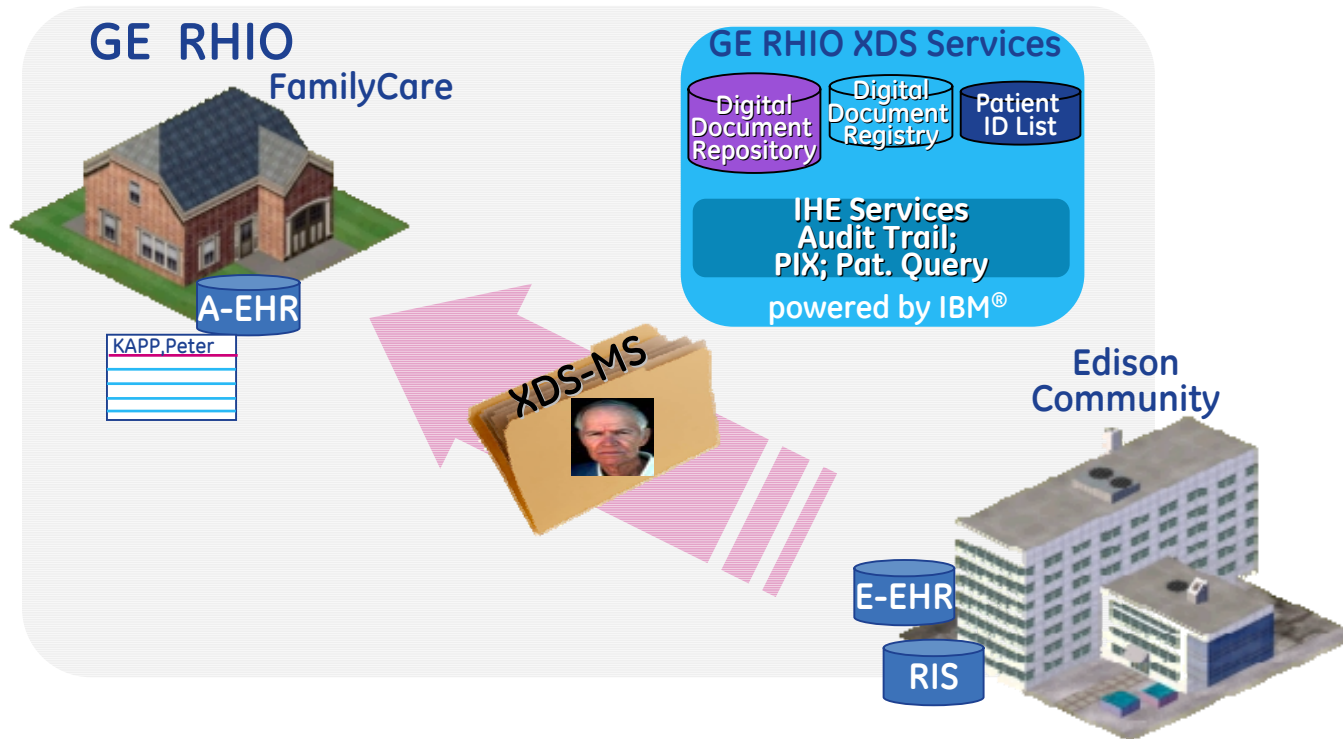 GE RHIO
FamilyCare
A-EHR
KAPP,Peter
GE RHIO XDS Services
Digital
Document
Repository
Digital
Document
Registry
Patient
ID List
IHE Services
Audit Trail;
PIX; Pat. Query
powered by IBM®
XDS-MS
Edison
Community
E-EHR
RIS